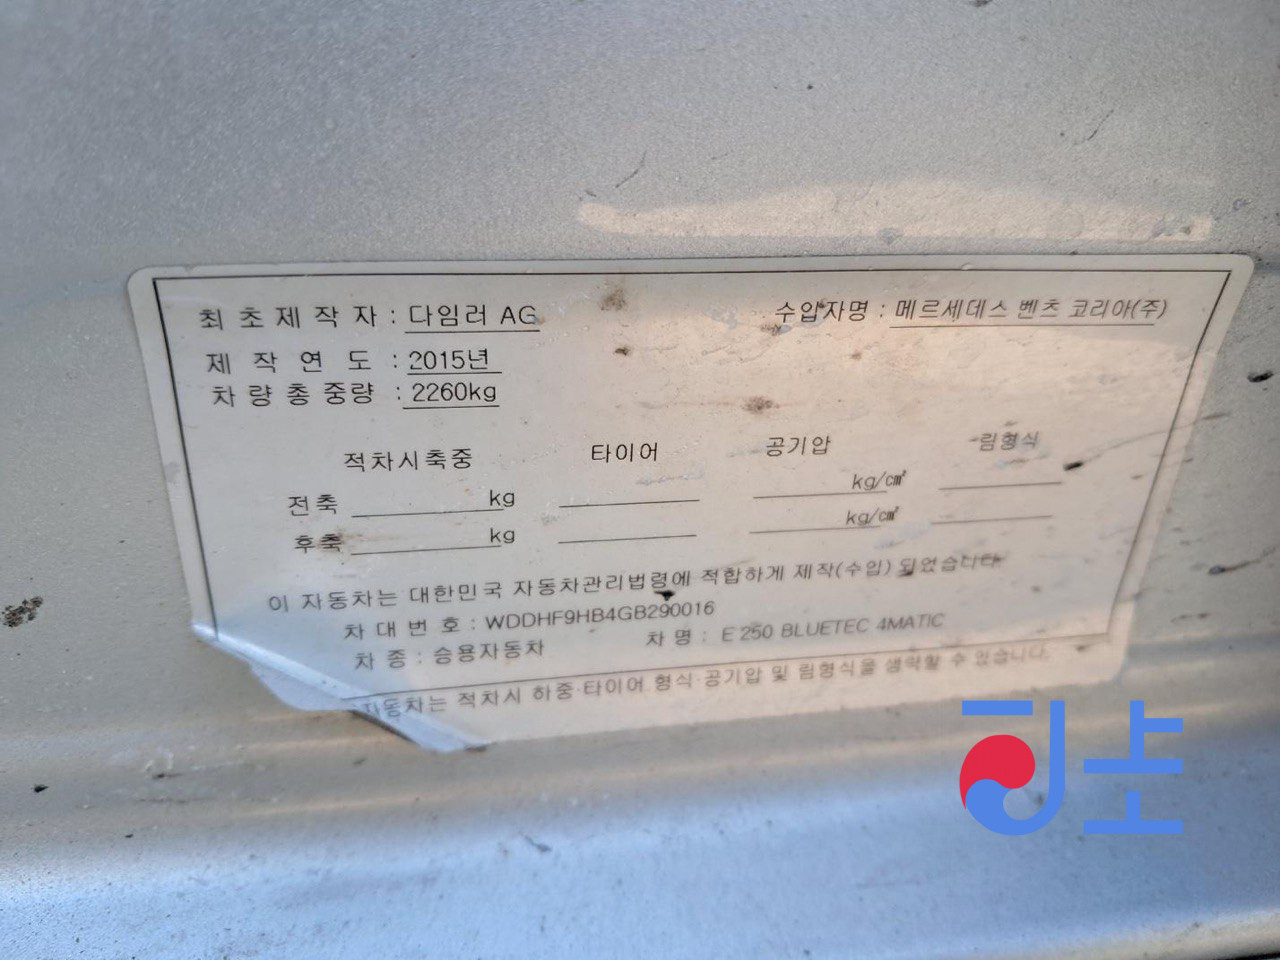 최초제작자 : 다임러 AG 수입자명 : 메르세데스 벤츠 코리아(주)
제작연도 : 2015년
차량총중량 : 2260kg
적차시축중 타이어 공기압 림형식
전축 kg kg/㎠
후축 kg kg/㎠
이 자동차는 대한민국 자동차관리법령에 적합하게 제작(수입) 되었습니다
차대번호 : WDDHF9HB4GB290016
차종 : 승용자동차 차명 : E 250 BLUETEC 4MATIC
자동차는 적차시 하중·타이어 형식·공기압 및 림형식을 생략할 수 있습니다.